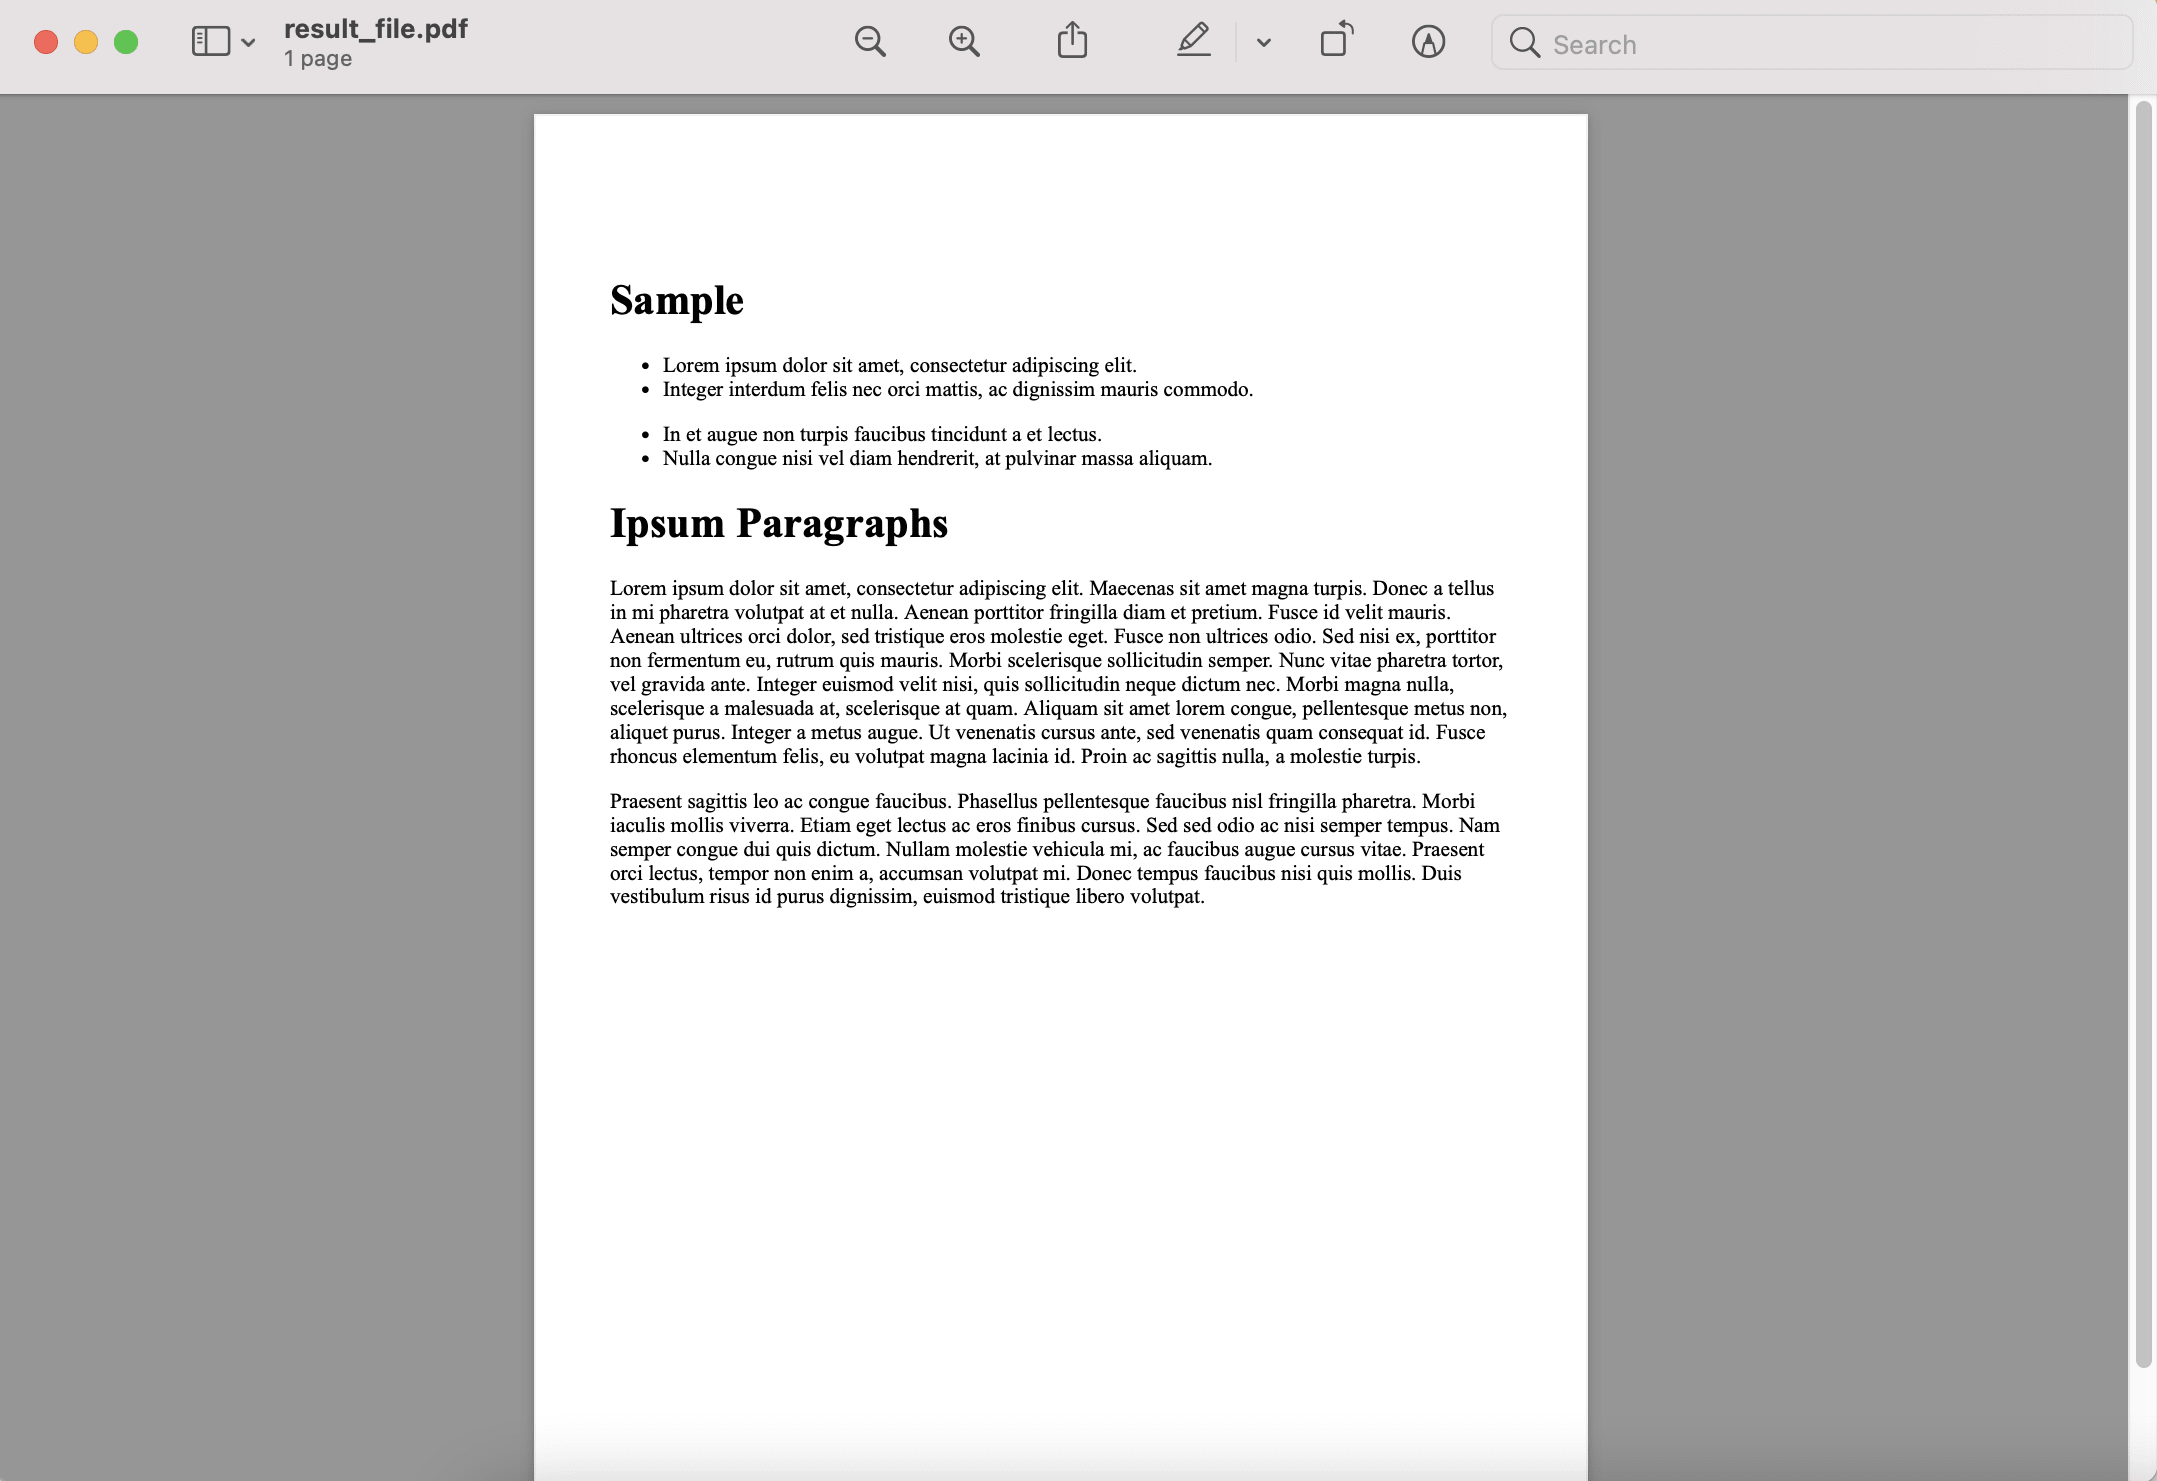 result_file.pdf
1 page
Search
Sample
• Lorem ipsum dolor sit amet, consectetur adipiscing elit.
• Integer interdum felis nec orci mattis, ac dignissim mauris commodo.
• In et augue non turpis faucibus tincidunt a et lectus.
• Nulla congue nisi vel diam hendrerit, at pulvinar massa aliquam.
Ipsum Paragraphs
Lorem ipsum dolor sit amet, consectetur adipiscing elit. Maecenas sit amet magna turpis. Donec a tellus
in mi pharetra volutpat at et nulla. Aenean porttitor fringilla diam et pretium. Fusce id velit mauris.
Aenean ultrices orci dolor, sed tristique eros molestie eget. Fusce non ultrices odio. Sed nisi ex, porttitor
non fermentum eu, rutrum quis mauris. Morbi scelerisque sollicitudin semper. Nunc vitae pharetra tortor,
vel gravida ante. Integer euismod velit nisi, quis sollicitudin neque dictum nec. Morbi magna nulla,
scelerisque a malesuada at, scelerisque at quam. Aliquam sit amet lorem congue, pellentesque metus non,
aliquet purus. Integer a metus augue. Ut venenatis cursus ante, sed venenatis quam consequat id. Fusce
rhoncus elementum felis, eu volutpat magna lacinia id. Proin ac sagittis nulla, a molestie turpis.
Praesent sagittis leo ac congue faucibus. Phasellus pellentesque faucibus nisl fringilla pharetra. Morbi
iaculis mollis viverra. Etiam eget lectus ac eros finibus cursus. Sed sed odio ac nisi semper tempus. Nam
semper congue dui quis dictum. Nullam molestie vehicula mi, ac faucibus augue cursus vitae. Praesent
orci lectus, tempor non enim a, accumsan volutpat mi. Donec tempus faucibus nisi quis mollis. Duis
vestibulum risus id purus dignissim, euismod tristique libero volutpat.